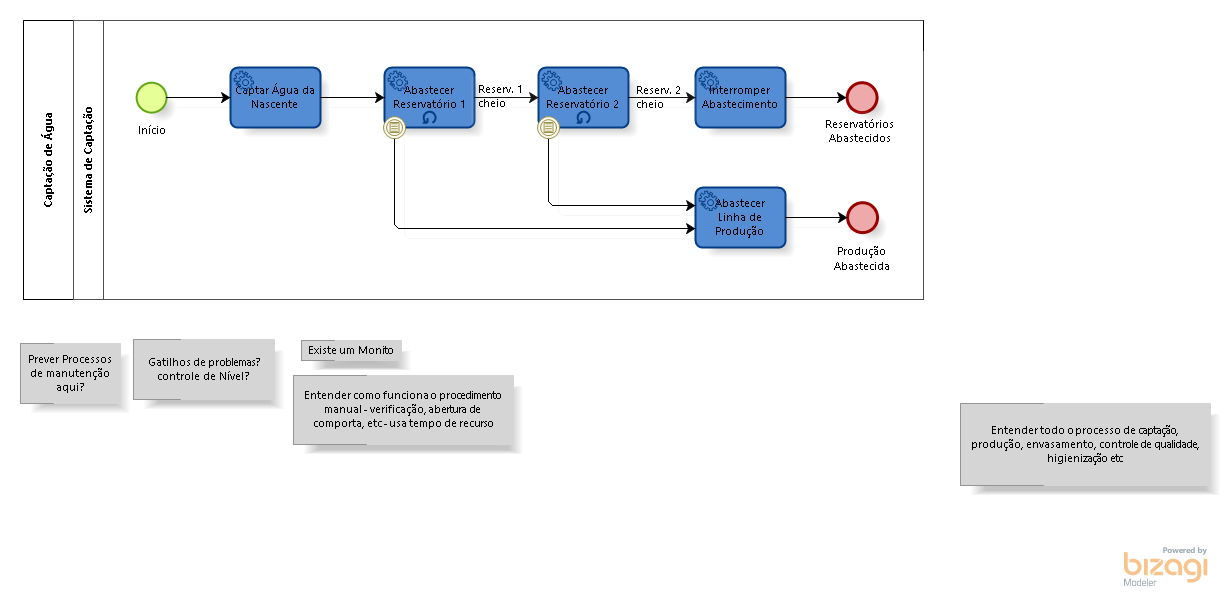 Captação de Água
Sistema de Captação
Início
Captar Água da
Nascente
Abastecer
Reservatório 1
Reserv. 1
cheio
Abastecer
Reservatório 2
Reserv. 2
cheio
Interromper
Abastecimento
Reservatórios
Abastecidos
Abastecer
Linha de
Produção
Produção
Abastecida
Prever Processos
de manutenção
aqui?
Gatilhos de problemas?
controle de Nível?
Existe um Monito
Entender como funciona o procedimento
manual - verificação, abertura de
comporta, etc - usa tempo de recurso
Entender todo o processo de captação,
produção, envasamento, controle de qualidade,
higienização etc
Powered by
bizagi
Modeler